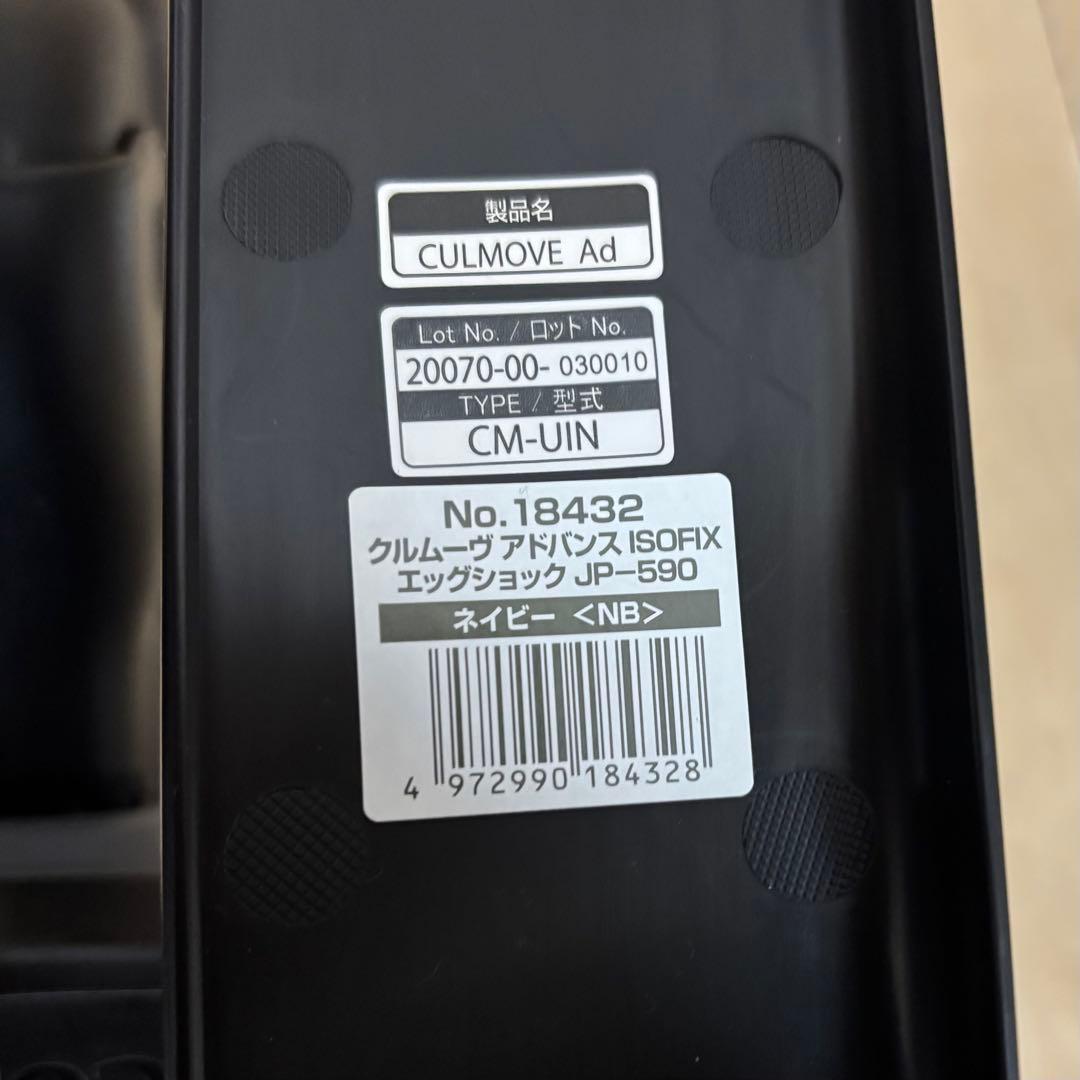 製品名
CULMOVE Ad
Lot No. / ロット No.
20070-00- 030010
TYPE / 型式
CM-UIN
No.18432
クルムーヴ アドバンス ISOFIX
エッグショック JP-590
ネイビー <NB>
4 972990 184328